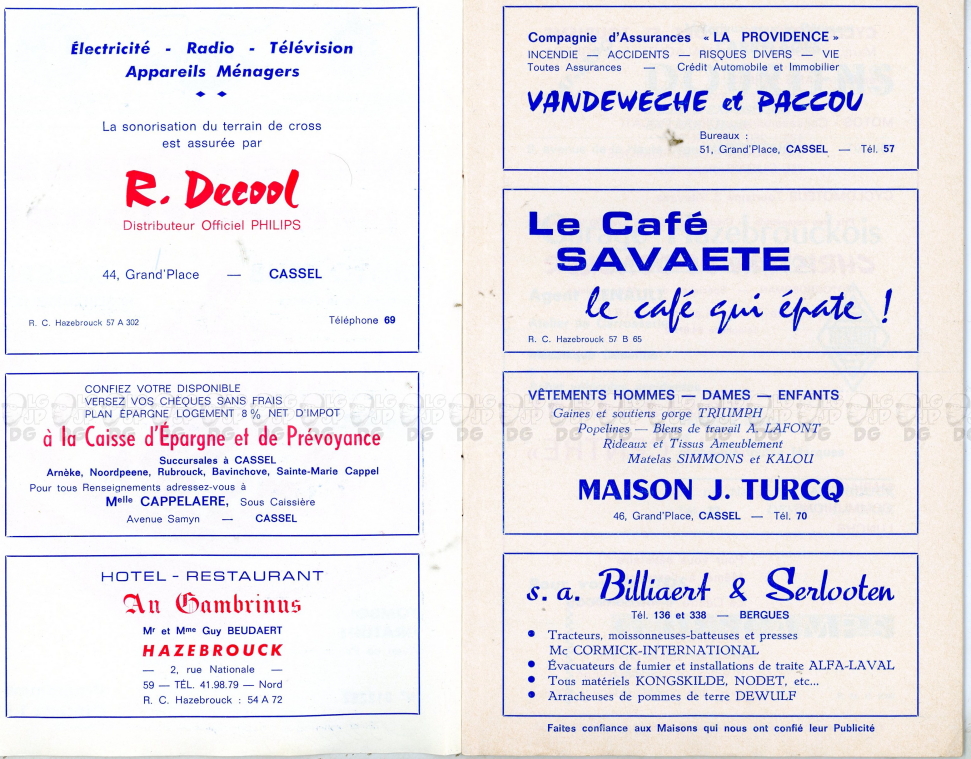 Électricité - Radio - Télévision
Appareils Ménagers
La sonorisation du terrain de cross
est assurée par
R. Decool
Distributeur Officiel PHILIPS
44, Grand'Place — CASSEL
R. C. Hazebrouck 57 A 302
Téléphone 69
CONFIEZ VOTRE DISPONIBLE
VERSEZ VOS CHÈQUES SANS FRAIS
PLAN ÉPARGNE LOGEMENT 8 % NET D'IMPOT
à la Caisse d'Épargne et de Prévoyance
Succursales à CASSEL
Arnèke, Noordpeene, Rubrouck, Bavinchove, Sainte-Marie Cappel
Pour tous Renseignements adressez-vous à
Melle CAPPELAERE, Sous Caissière
Avenue Samyn — CASSEL
HOTEL - RESTAURANT
Au Gambrinus
Mr et Mme Guy BEUDAERT
HAZEBROUCK
— 2, rue Nationale —
59 — TÉL. 41.98.79 — Nord
R. C. Hazebrouck : 54 A 72
Compagnie d'Assurances « LA PROVIDENCE »
INCENDIE — ACCIDENTS — RISQUES DIVERS — VIE
Toutes Assurances — Crédit Automobile et Immobilier
VANDEWECHE et PACCOU
Bureaux :
51, Grand'Place, CASSEL — Tél. 57
Le Café
SAVAETE
le café qui épate !
R. C. Hazebrouck 57 B 65
VÊTEMENTS HOMMES — DAMES — ENFANTS
Gaines et soutiens gorge TRIUMPH
Popelines — Bleus de travail A. LAFONT
Rideaux et Tissus Ameublement
Matelas SIMMONS et KALOU
MAISON J. TURCQ
46, Grand'Place, CASSEL — Tél. 70
s. a. Billiaert & Serlooten
Tél. 136 et 338 — BERGUES
● Tracteurs, moissonneuses-batteuses et presses
Mc CORMICK-INTERNATIONAL
● Évacuateurs de fumier et installations de traite ALFA-LAVAL
● Tous matériels KONGSKILDE, NODET, etc...
● Arracheuses de pommes de terre DEWULF
Faites confiance aux Maisons qui nous ont confié leur Publicité